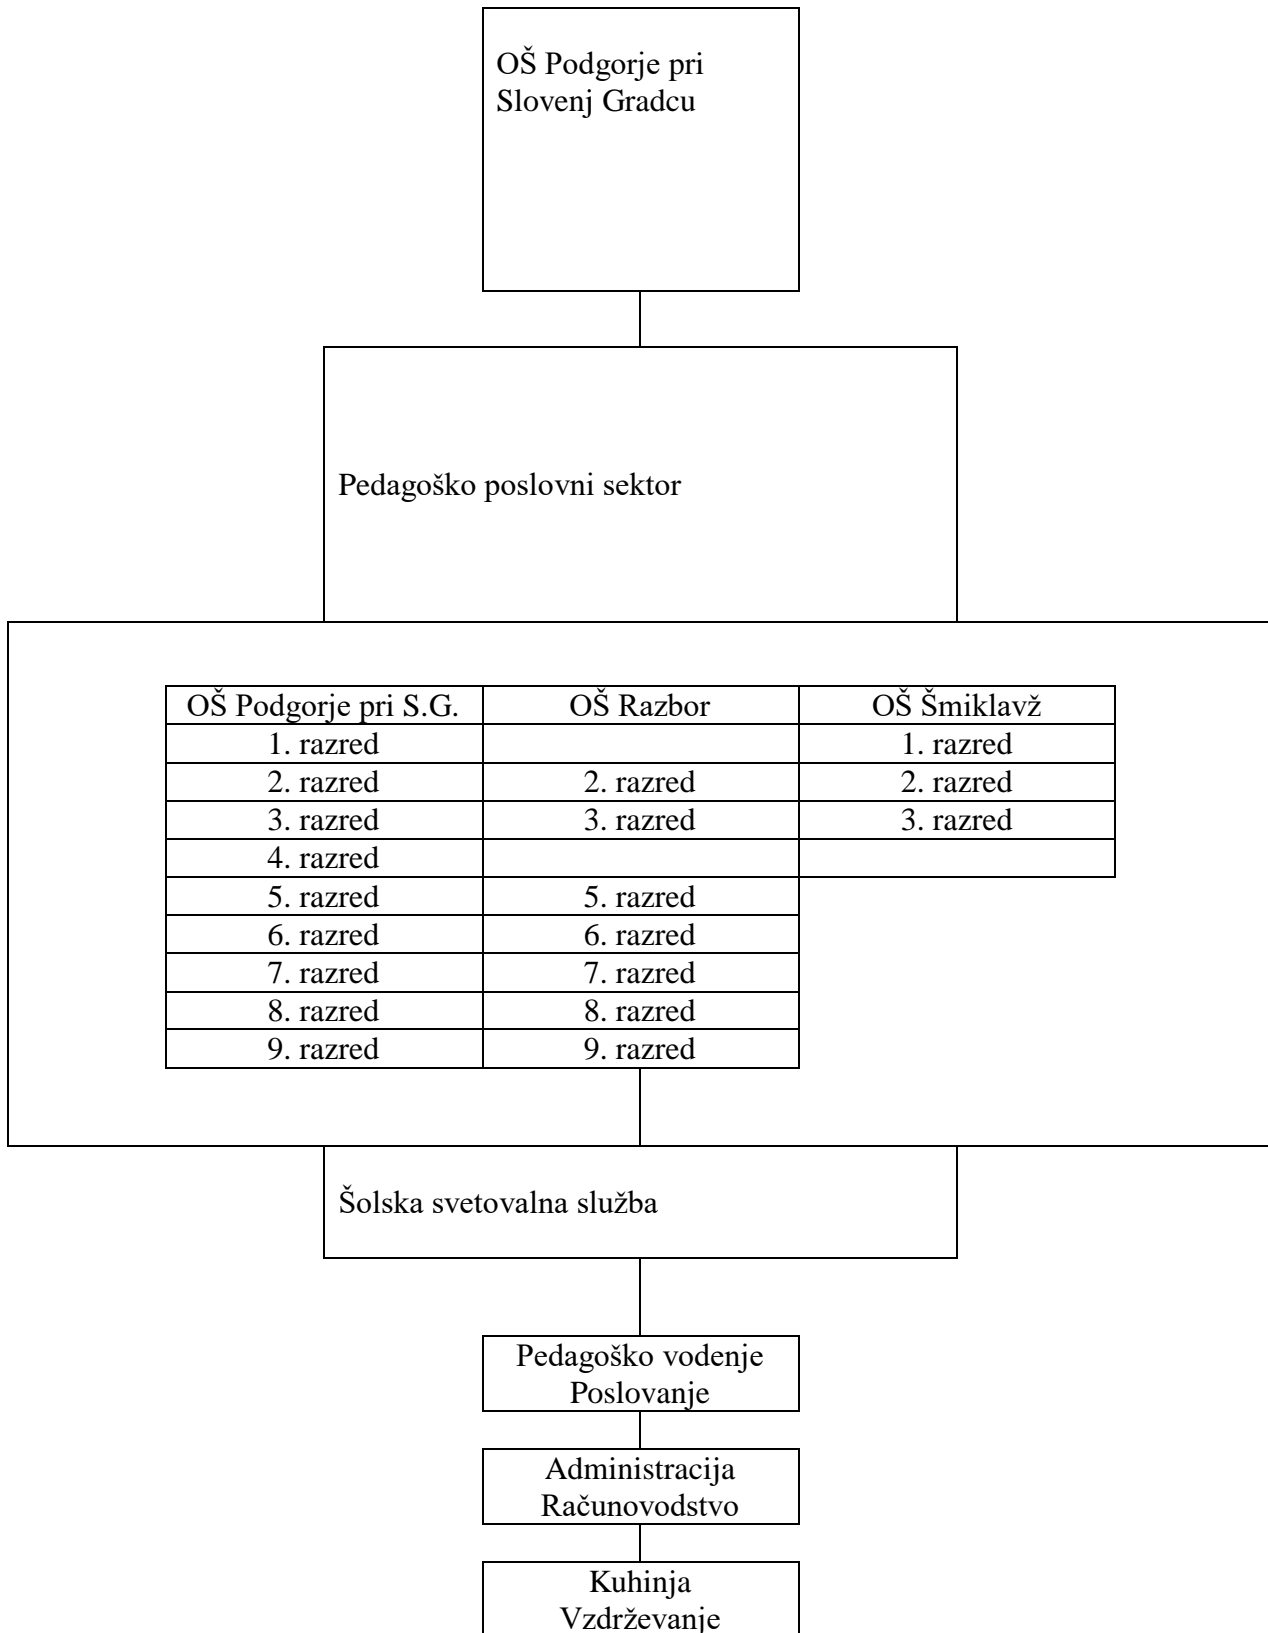 OŠ Podgorje pri
Slovenj Gradcu
Pedagoško poslovni sektor
OŠ Podgorje pri S.G. OŠ Razbor OŠ Šmiklavž
1. razred 1. razred
2. razred 2. razred 2. razred
3. razred 3. razred 3. razred
4. razred
5. razred 5. razred
6. razred 6. razred
7. razred 7. razred
8. razred 8. razred
9. razred 9. razred
Šolska svetovalna služba
Pedagoško vodenje
Poslovanje
Administracija
Računovodstvo
Kuhinja
Vzdrževanje